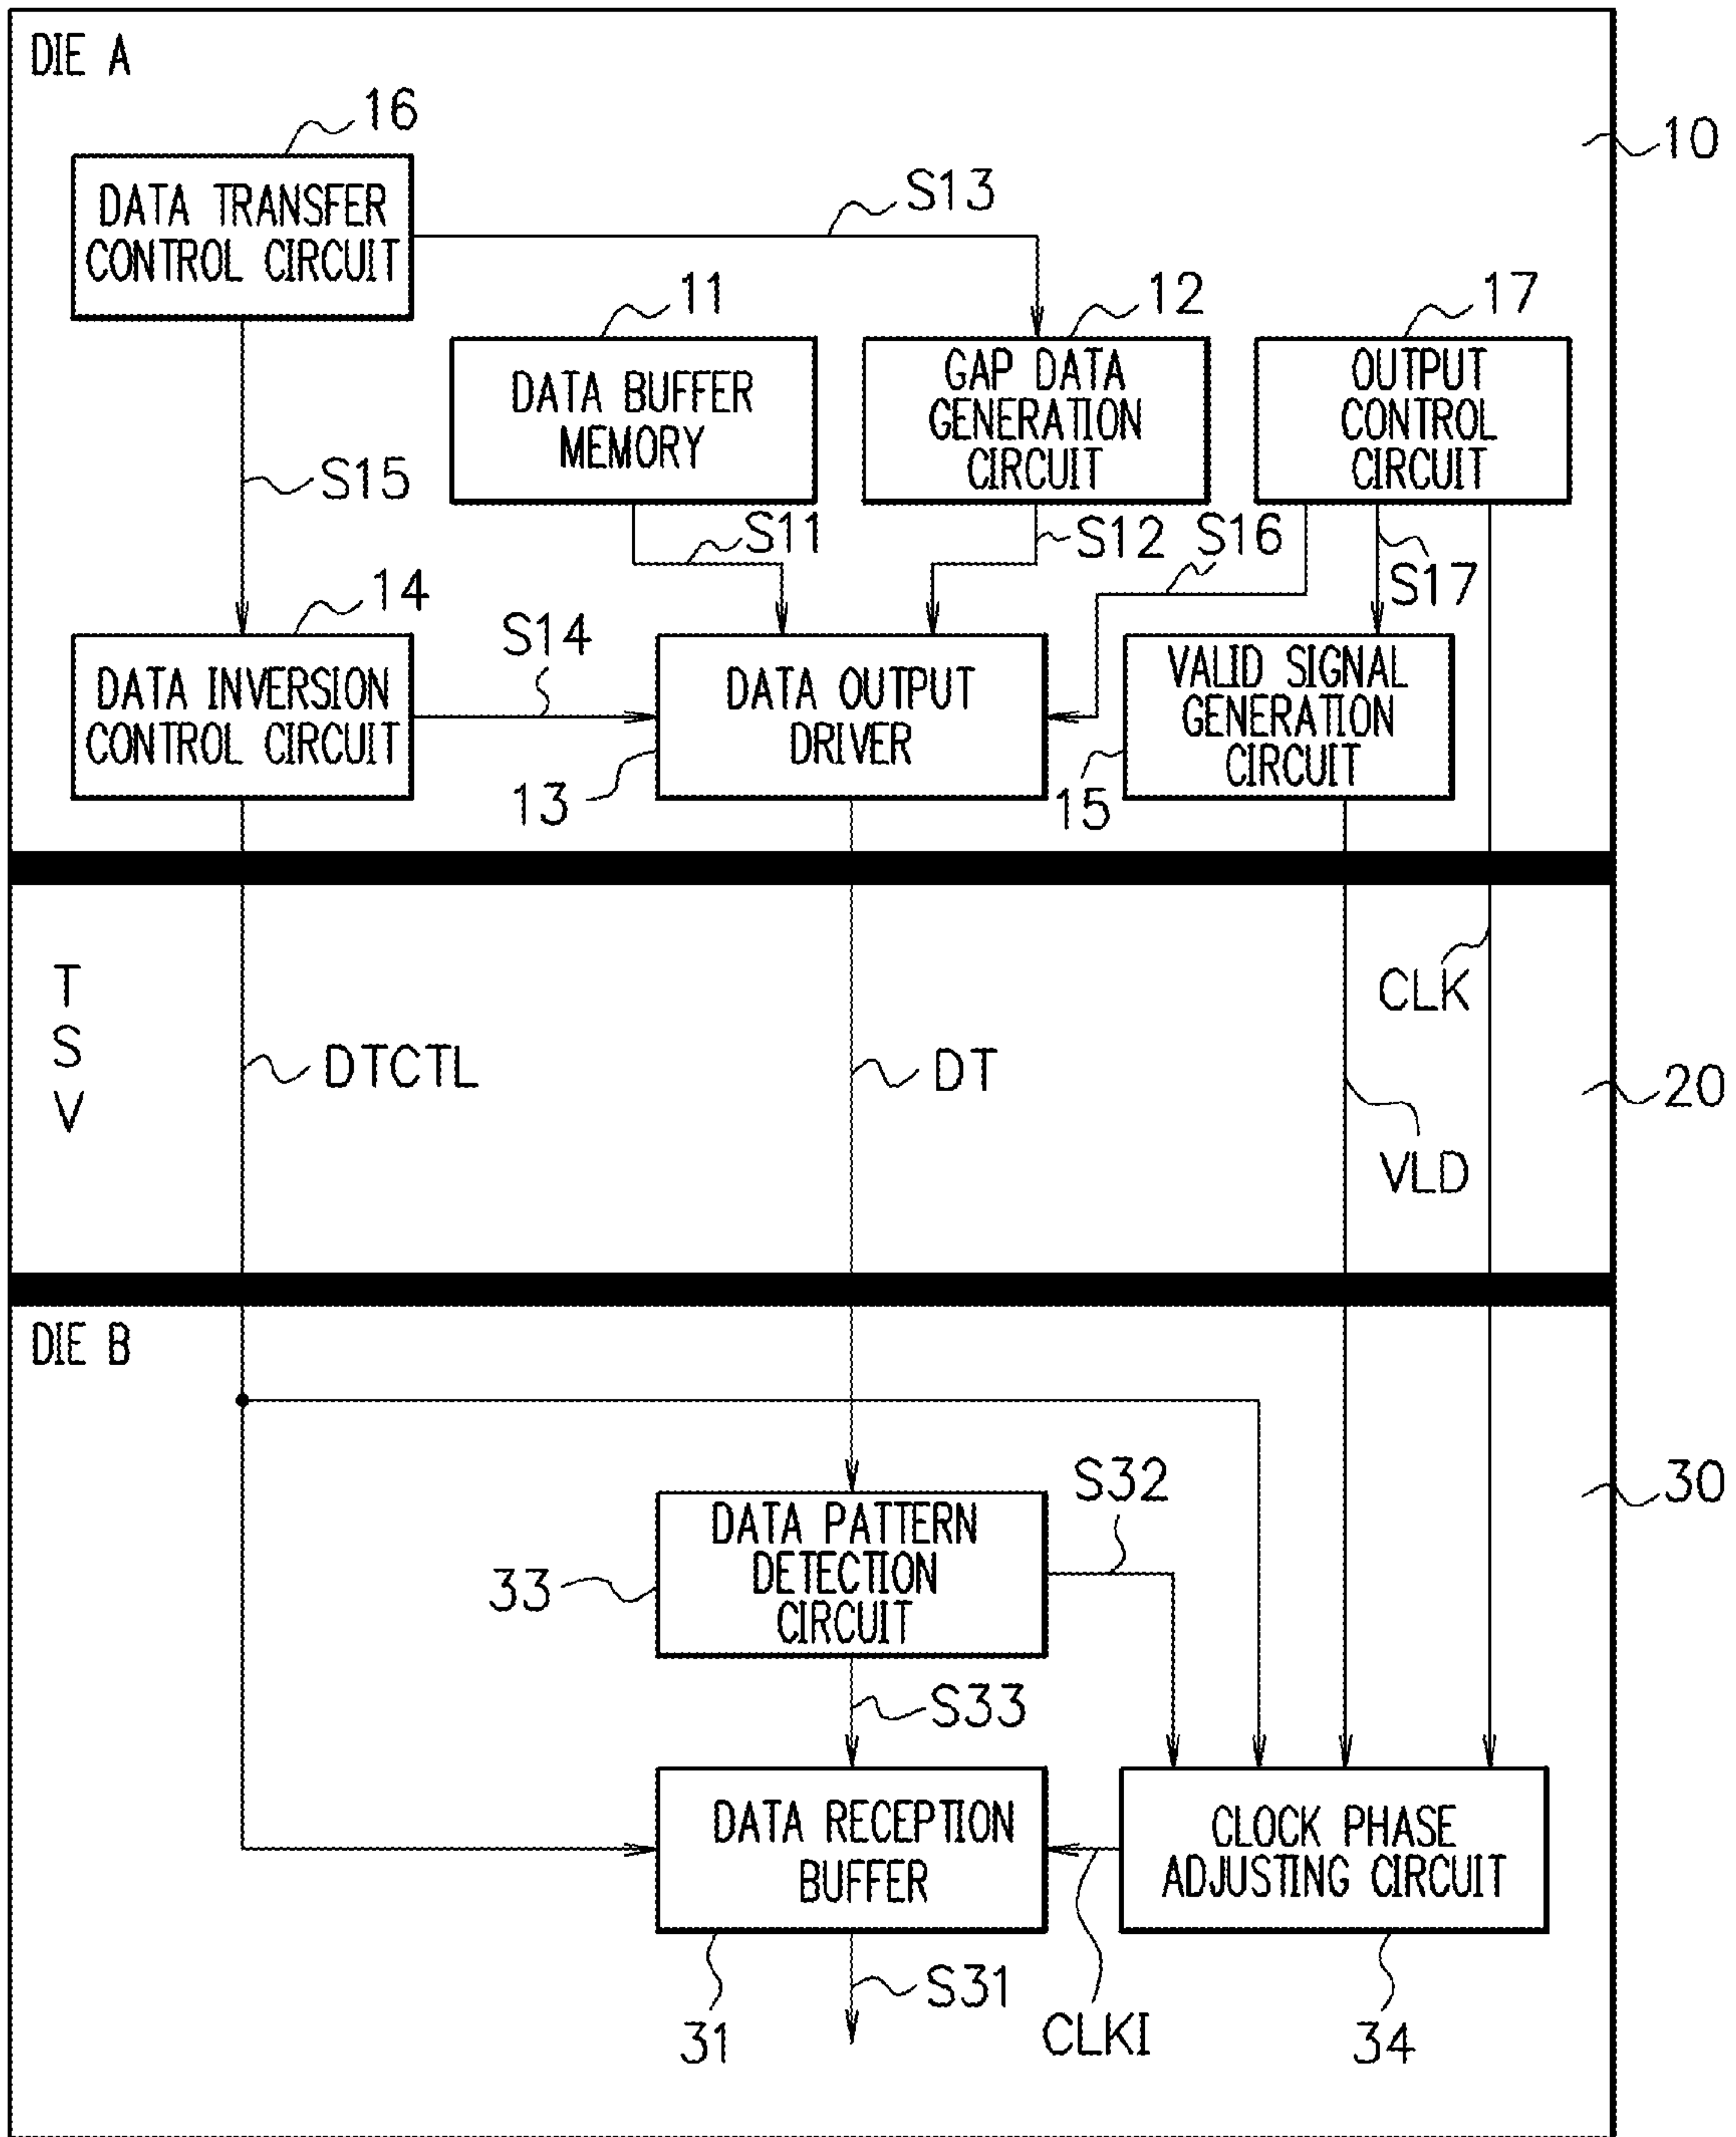 DIE A
16
10
DATA TRANSFER
CONTROL CIRCUIT
S13
11
12
17
DATA BUFFER
MEMORY
GAP DATA
GENERATION
CIRCUIT
OUTPUT
CONTROL
CIRCUIT
S15
S11
S12
S16
S17
14
S14
DATA INVERSION
CONTROL CIRCUIT
DATA OUTPUT
DRIVER
VALID SIGNAL
GENERATION
CIRCUIT
13
15
T
S
V
CLK
DTCTL
DT
20
VLD
DIE B
S32
30
DATA PATTERN
DETECTION
CIRCUIT
33
S33
DATA RECEPTION
BUFFER
CLOCK PHASE
ADJUSTING CIRCUIT
S31
31
CLKI
34